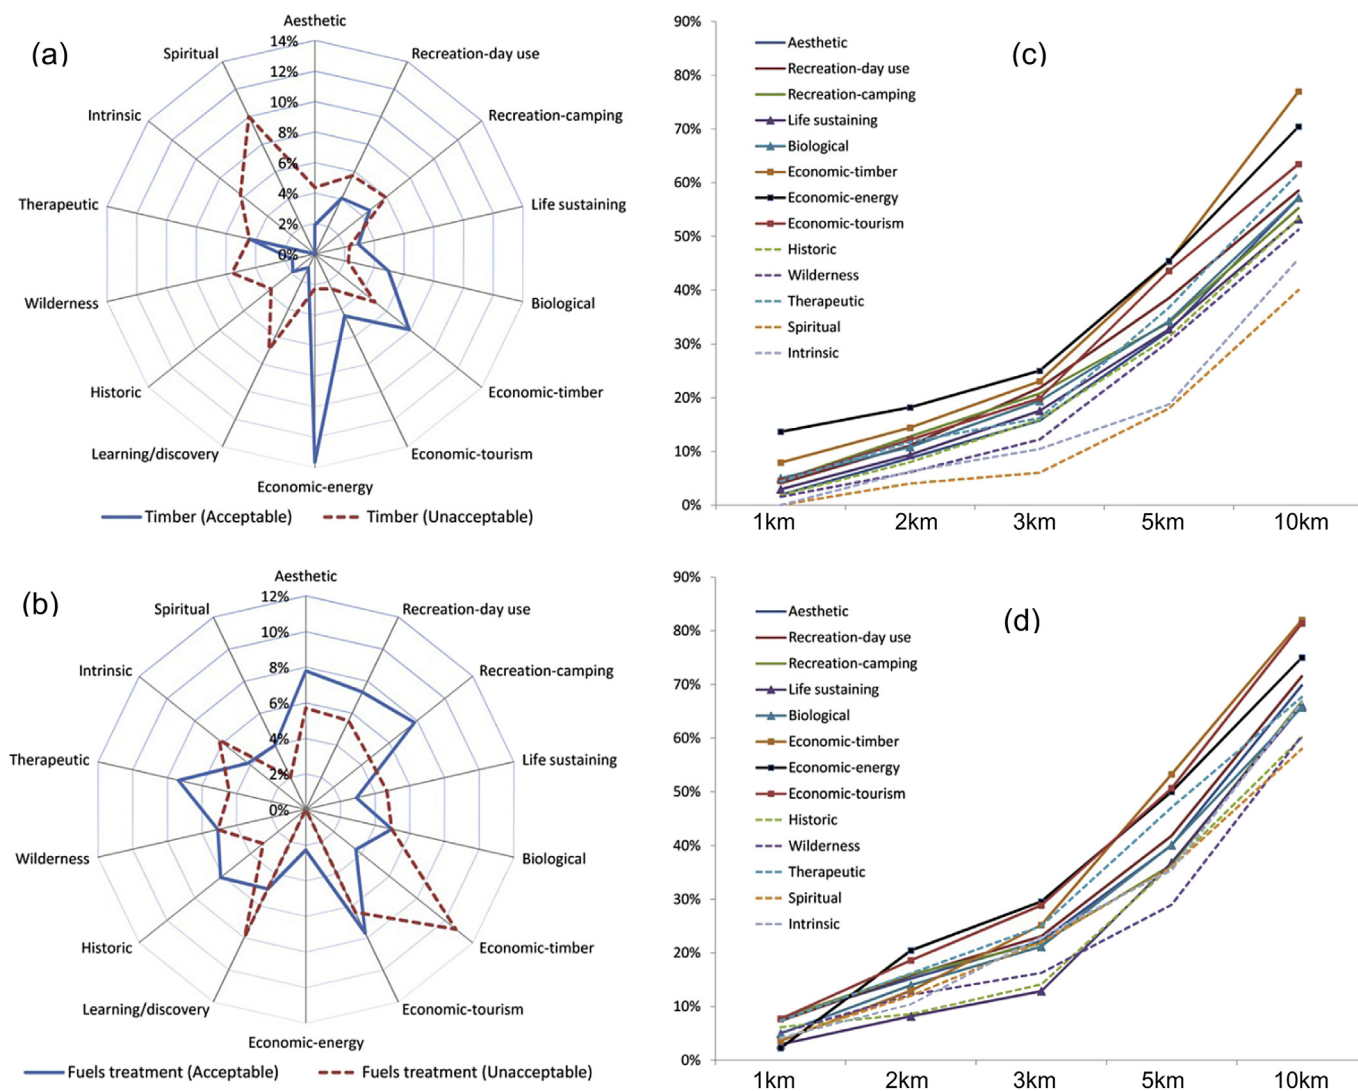 (a)
Aesthetic
14%
12%
10%
8%
6%
4%
2%
0%
Recreation-day use
Recreation-camping
Life sustaining
Biological
Economic-timber
Economic-tourism
Economic-energy
Learning/discovery
Historic
Wilderness
Therapeutic
Intrinsic
Spiritual
Timber (Acceptable) Timber (Unacceptable)
(c)
90%
80%
70%
60%
50%
40%
30%
20%
10%
0%
Aesthetic
Recreation-day use
Recreation-camping
Life sustaining
Biological
Economic-timber
Economic-energy
Economic-tourism
Historic
Wilderness
Therapeutic
Spiritual
Intrinsic
1km 2km 3km 5km 10km
(b)
Aesthetic
12%
10%
8%
6%
4%
2%
0%
Recreation-day use
Recreation-camping
Life sustaining
Biological
Economic-timber
Economic-tourism
Economic-energy
Learning/discovery
Historic
Wilderness
Therapeutic
Intrinsic
Spiritual
Fuels treatment (Acceptable) Fuels treatment (Unacceptable)
(d)
90%
80%
70%
60%
50%
40%
30%
20%
10%
0%
Aesthetic
Recreation-day use
Recreation-camping
Life sustaining
Biological
Economic-timber
Economic-energy
Economic-tourism
Historic
Wilderness
Therapeutic
Spiritual
Intrinsic
1km 2km 3km 5km 10km